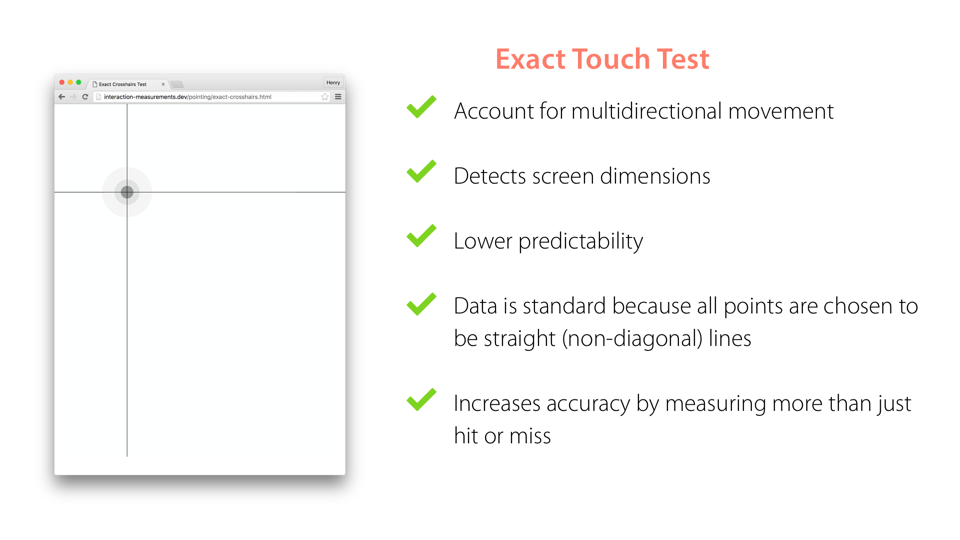 Exact Touch Test
Exact Crosshairs Test
Henry
interaction-measurements.dev/pointing/exact-crosshairs.html
Account for multidirectional movement
Detects screen dimensions
Lower predictability
Data is standard because all points are chosen to
be straight (non-diagonal) lines
Increases accuracy by measuring more than just
hit or miss